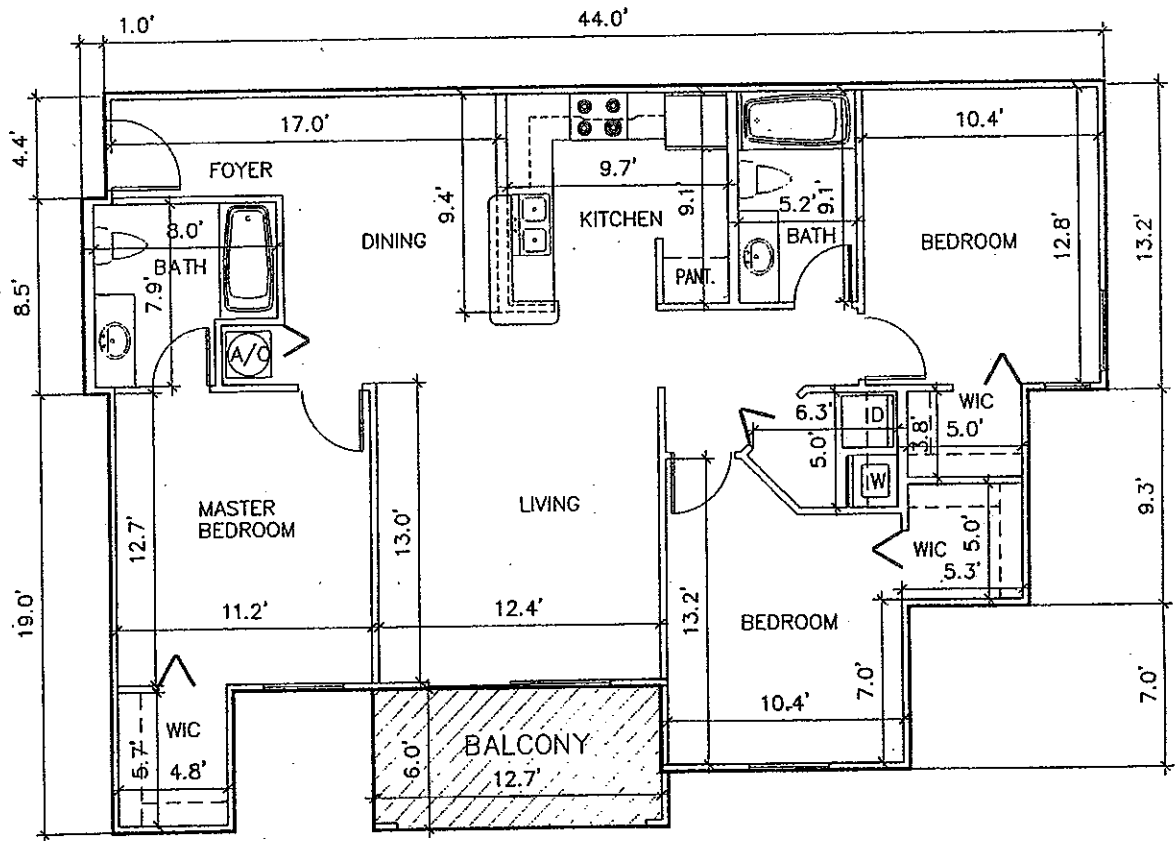 1.0'
44.0'
4.4'
17.0'
10.4'
FOYER
9.7'
9.4'
9.1'
KITCHEN
5.2'
9.1'
BATH
BEDROOM
12.8'
13.2'
8.0'
BATH
DINING
7.9'
8.5'
PANT.
A/C
6.3'
5.0'
D
W
WIC
5.0'
3.8'
9.3'
MASTER
BEDROOM
12.7'
LIVING
13.0'
WIC
5.0'
5.3'
19.0'
11.2'
12.4'
13.2'
BEDROOM
7.0'
7.0'
10.4'
WIC
5.7'
4.8'
6.0'
BALCONY
12.7'